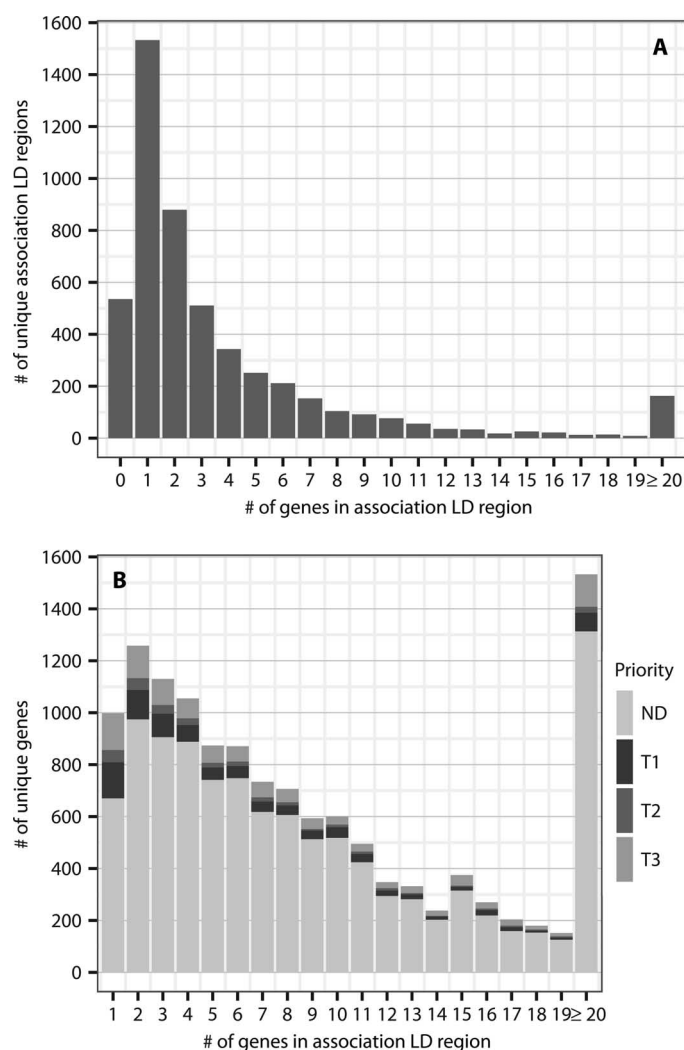 A
# of unique association LD regions
1600
1400
1200
1000
800
600
400
200
0
0 1 2 3 4 5 6 7 8 9 10 11 12 13 14 15 16 17 18 19 ≥ 20
# of genes in association LD region
B
# of unique genes
1600
1400
1200
1000
800
600
400
200
0
1 2 3 4 5 6 7 8 9 10 11 12 13 14 15 16 17 18 19 ≥ 20
# of genes in association LD region
Priority
ND
T1
T2
T3